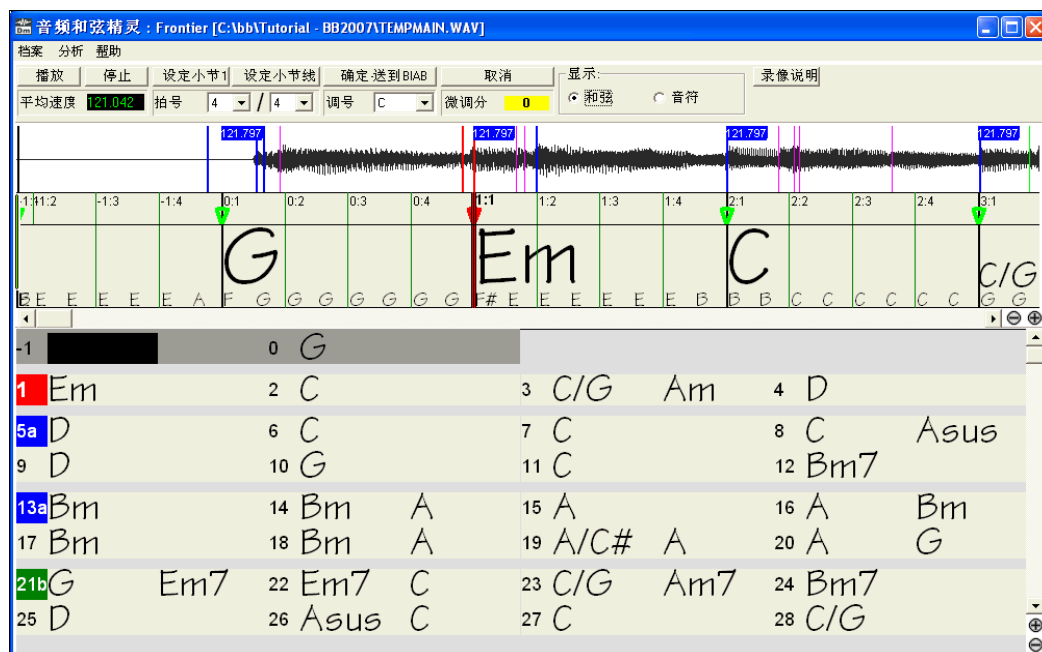 音频和弦精灵 : Frontier [C:\bb\Tutorial - BB2007\TEMPMAIN.WAV]
档案 分析 帮助
播放 停止 设定小节1 设定小节线 确定送到BIAB 取消 显示: 录像说明
平均速度 121.042 拍号 4 / 4 调号 C 微调分 0 和弦 音符
121.797 121.797 121.797 121.797
-1:3 -1:4 0:1 0:2 0:3 0:4 1:1 1:2 1:3 1:4 2:1 2:2 2:3 2:4 3:1
G Em C C/G
B E E E E E A F G G G G G G G F# E E E E E E B B B C C C C C C G G
-1 0 G
1 Em 2 C 3 C/G Am 4 D
5a D 6 C 7 C 8 C Asus
9 D 10 G 11 C 12 Bm7
13a Bm 14 Bm A 15 A 16 A Bm
17 Bm 18 Bm A 19 A/C# A 20 A G
21b G Em7 22 Em7 C 23 C/G Am7 24 Bm7
25 D 26 Asus C 27 C 28 C/G